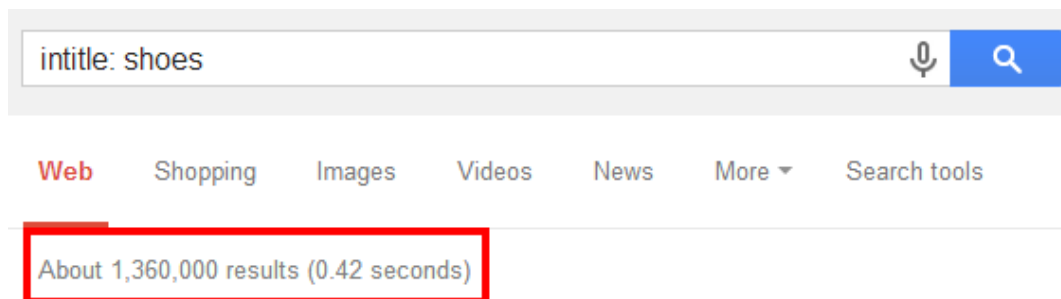 intitle: shoes
Web Shopping Images Videos News More Search tools
About 1,360,000 results (0.42 seconds)